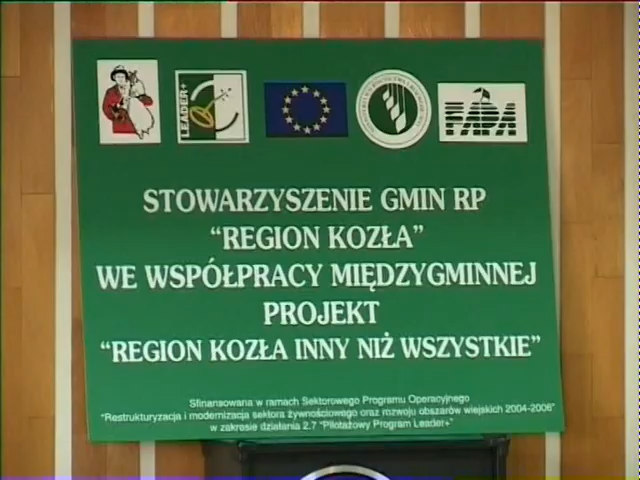 LEADER+
FAPA
STOWARZYSZENIE GMIN RP
“REGION KOZŁA”
WE WSPÓŁPRACY MIĘDZYGMINNEJ
PROJEKT
“REGION KOZŁA INNY NIŻ WSZYSTKIE”
Sfinansowana w ramach Sektorowego Programu Operacyjnego
“Restrukturyzacja i modernizacja sektora żywnościowego oraz rozwoju obszarów wiejskich 2004-2006”
w zakresie działania 2.7 “Pilotażowy Program Leader+”